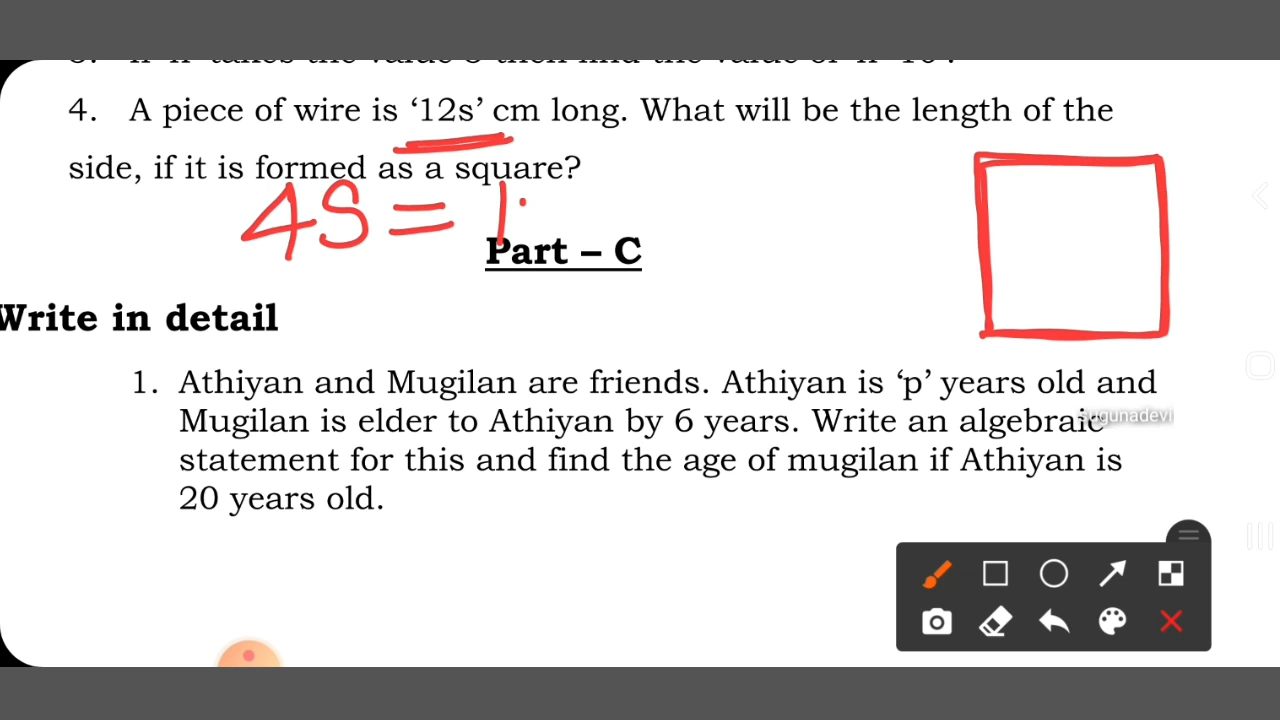 4. A piece of wire is ‘12s’ cm long. What will be the length of the
side, if it is formed as a square?
4S = 1
Part – C
Write in detail
1. Athiyan and Mugilan are friends. Athiyan is ‘p’ years old and
Mugilan is elder to Athiyan by 6 years. Write an algebraic
sugunadevi
statement for this and find the age of mugilan if Athiyan is
20 years old.